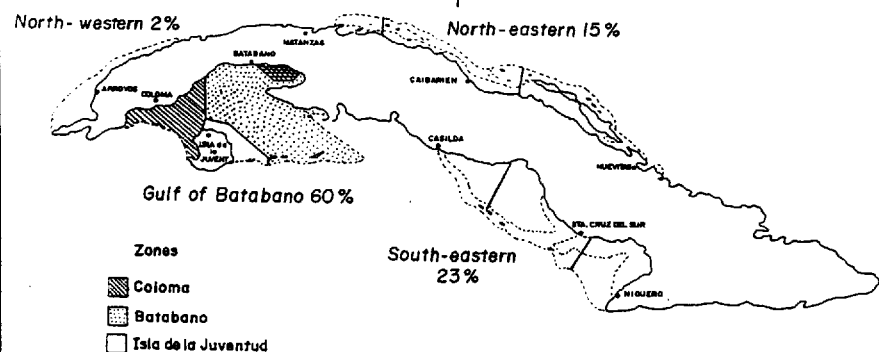 North-western 2%
North-eastern 15%
MATANZAS
BATABANO
CAIBARIEN
ARROYOS
COLOMA
ISLA de
la
JUVENT
CASILDA
NUEVITAS
Gulf of Batabano 60%
STA. CRUZ DEL SUR
South-eastern
23%
NIQUERO
Zones
Coloma
Batabano
Isla de la Juventud